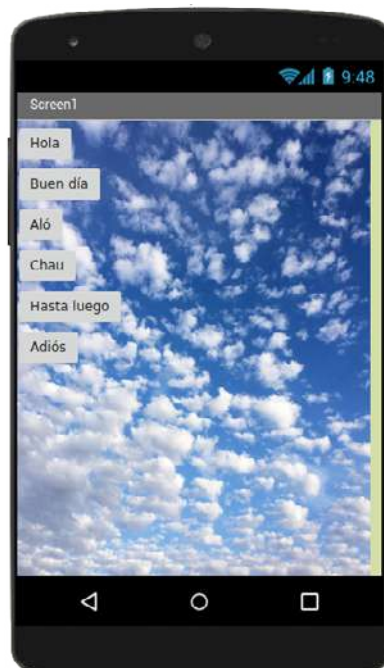 9:48
Screen1
Hola
Buen día
Aló
Chau
Hasta luego
Adiós